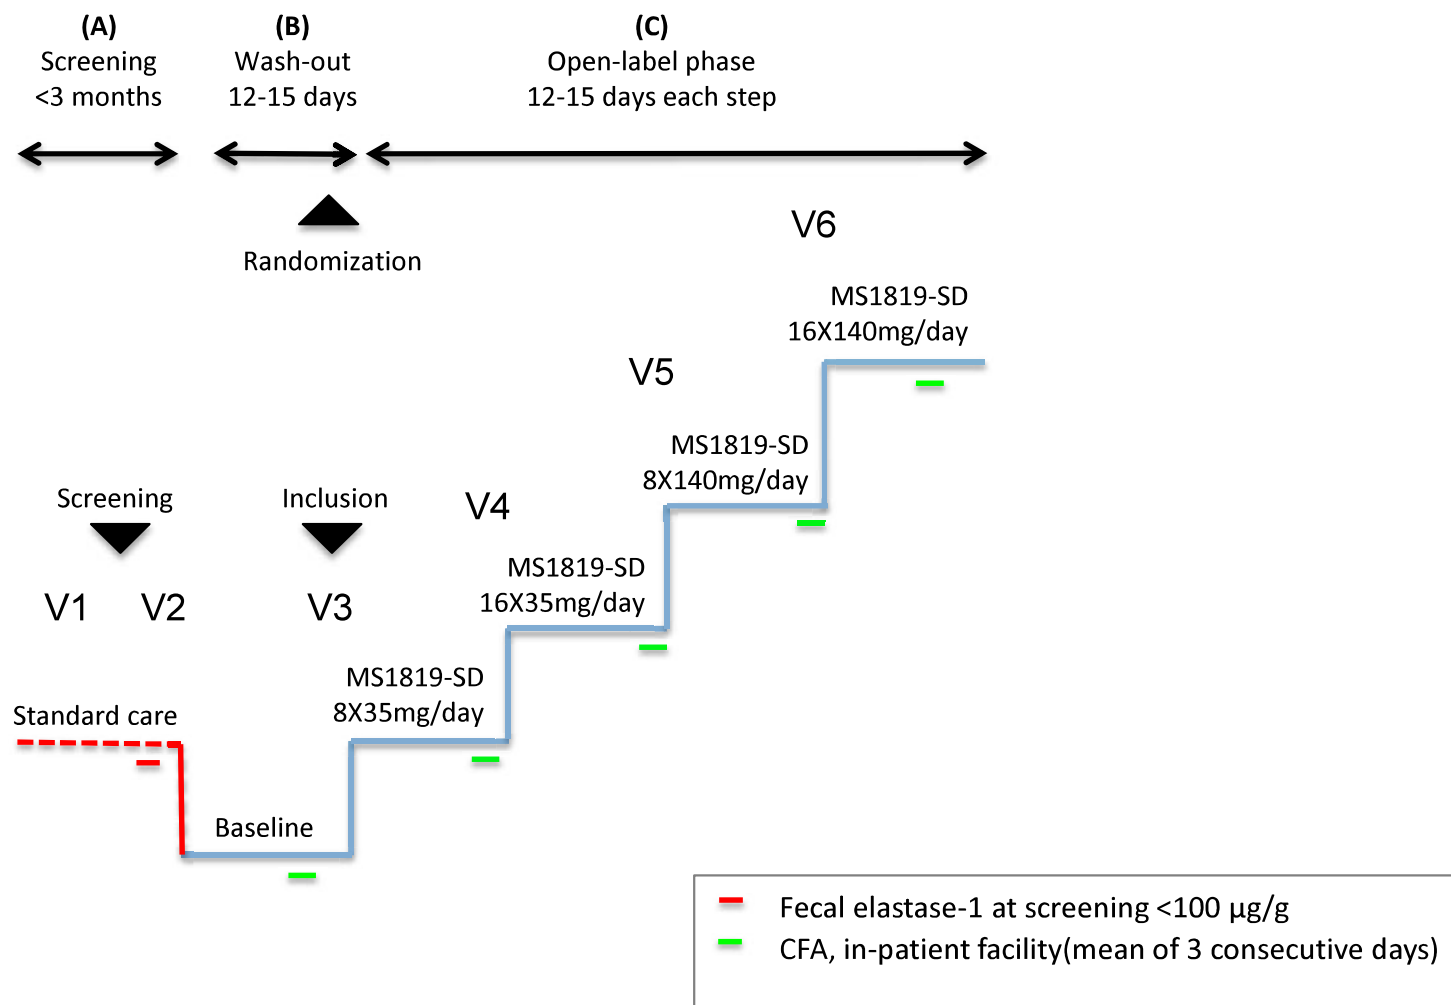 (A)
Screening
<3 months
(B)
Wash-out
12-15 days
(C)
Open-label phase
12-15 days each step
Randomization
V6
MS1819-SD
16X140mg/day
V5
MS1819-SD
8X140mg/day
Screening
Inclusion
V4
MS1819-SD
16X35mg/day
V1
V2
V3
MS1819-SD
8X35mg/day
Standard care
Baseline
Fecal elastase-1 at screening <100 µg/g
CFA, in-patient facility(mean of 3 consecutive days)